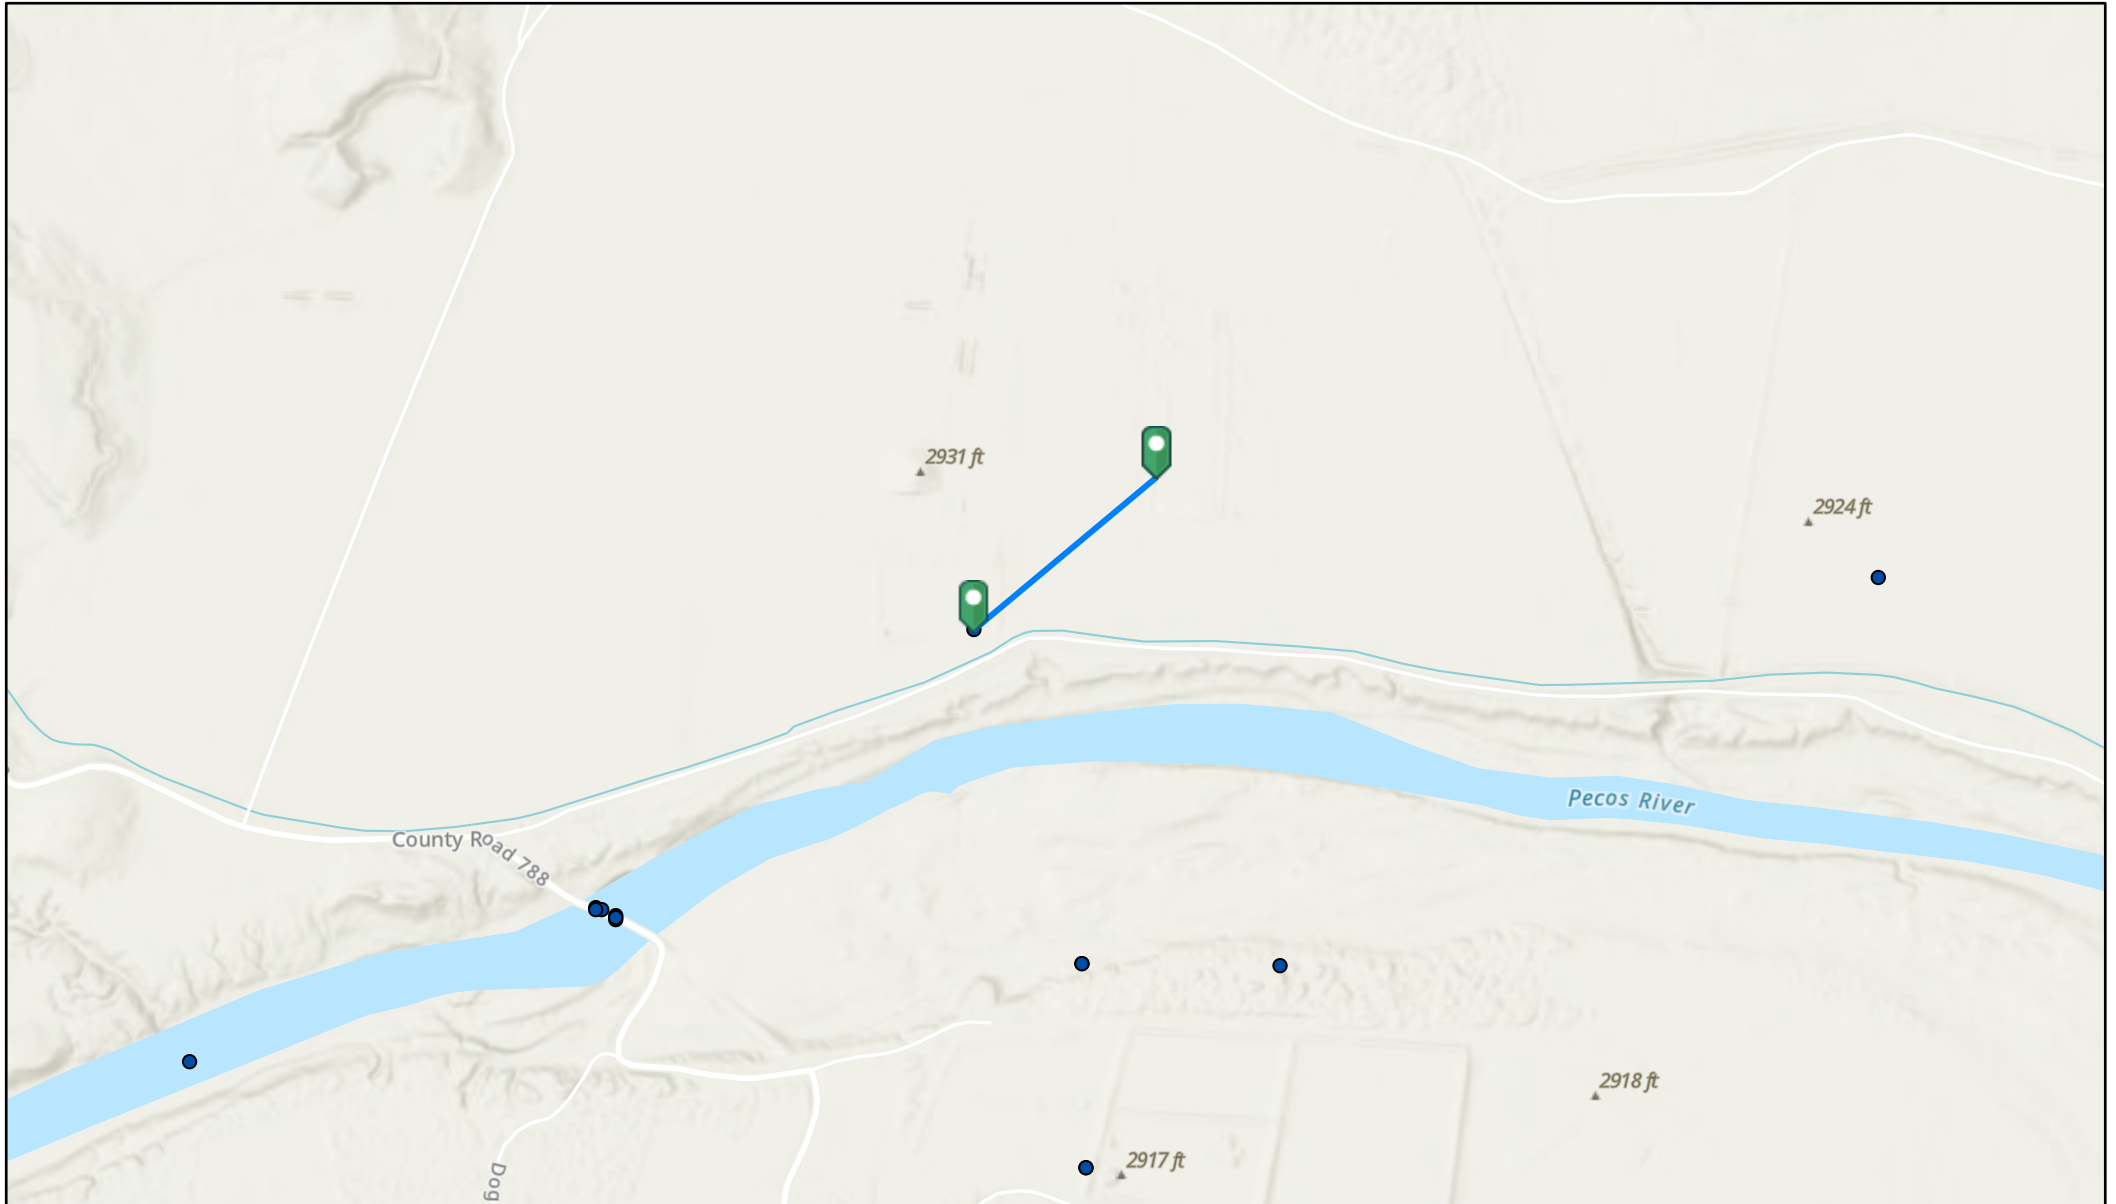 2931 ft
2924 ft
Pecos River
County Road 788
2918 ft
2917 ft
Dog